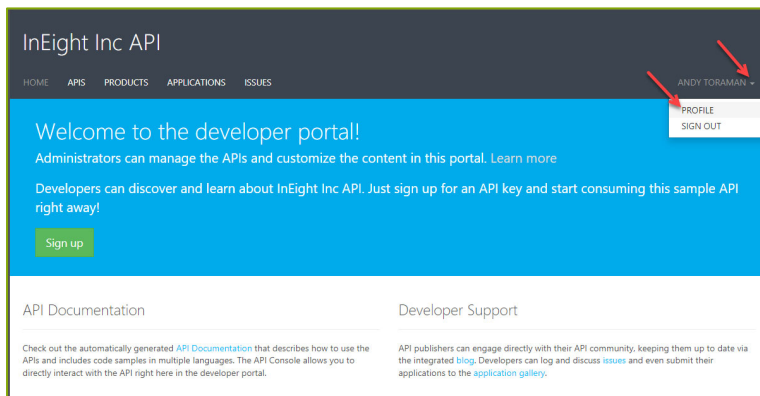 InEight Inc API
HOME APIS PRODUCTS APPLICATIONS ISSUES ANDY TORAMAN
PROFILE
SIGN OUT
Welcome to the developer portal!
Administrators can manage the APIs and customize the content in this portal. Learn more
Developers can discover and learn about InEight Inc API. Just sign up for an API key and start consuming this sample API
right away!
Sign up
API Documentation
Check out the automatically generated API Documentation that describes how to use the
APIs and includes code samples in multiple languages. The API Console allows you to
directly interact with the API right here in the developer portal.
Developer Support
API publishers can engage directly with their API community, keeping them up to date via
the integrated blog. Developers can log and discuss issues and even submit their
applications to the application gallery.